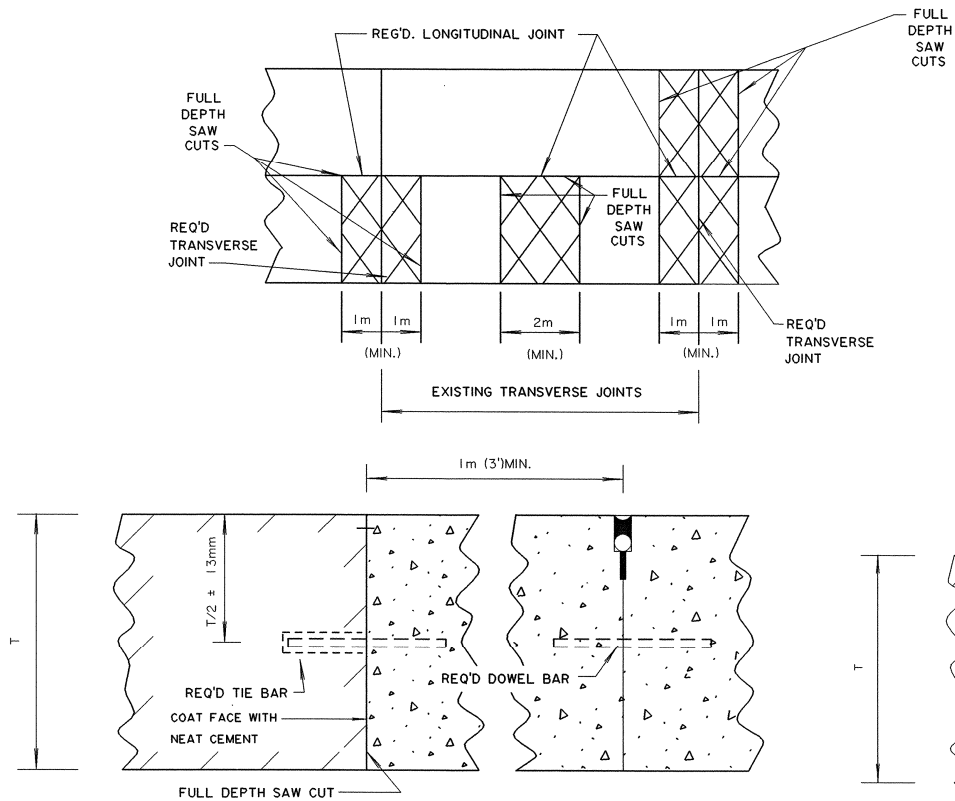 REG'D. LONGITUDINAL JOINT
FULL
DEPTH
SAW
CUTS
FULL
DEPTH
SAW
CUTS
FULL
DEPTH
SAW
CUTS
REQ'D
TRANSVERSE
JOINT
1m
1m
2m
1m
1m
(MIN.)
(MIN.)
(MIN.)
REQ'D
TRANSVERSE
JOINT
EXISTING TRANSVERSE JOINTS
1m (3')MIN.
T
T/2 ± 13mm
T
REQ'D TIE BAR
REQ'D DOWEL BAR
COAT FACE WITH
NEAT CEMENT
FULL DEPTH SAW CUT